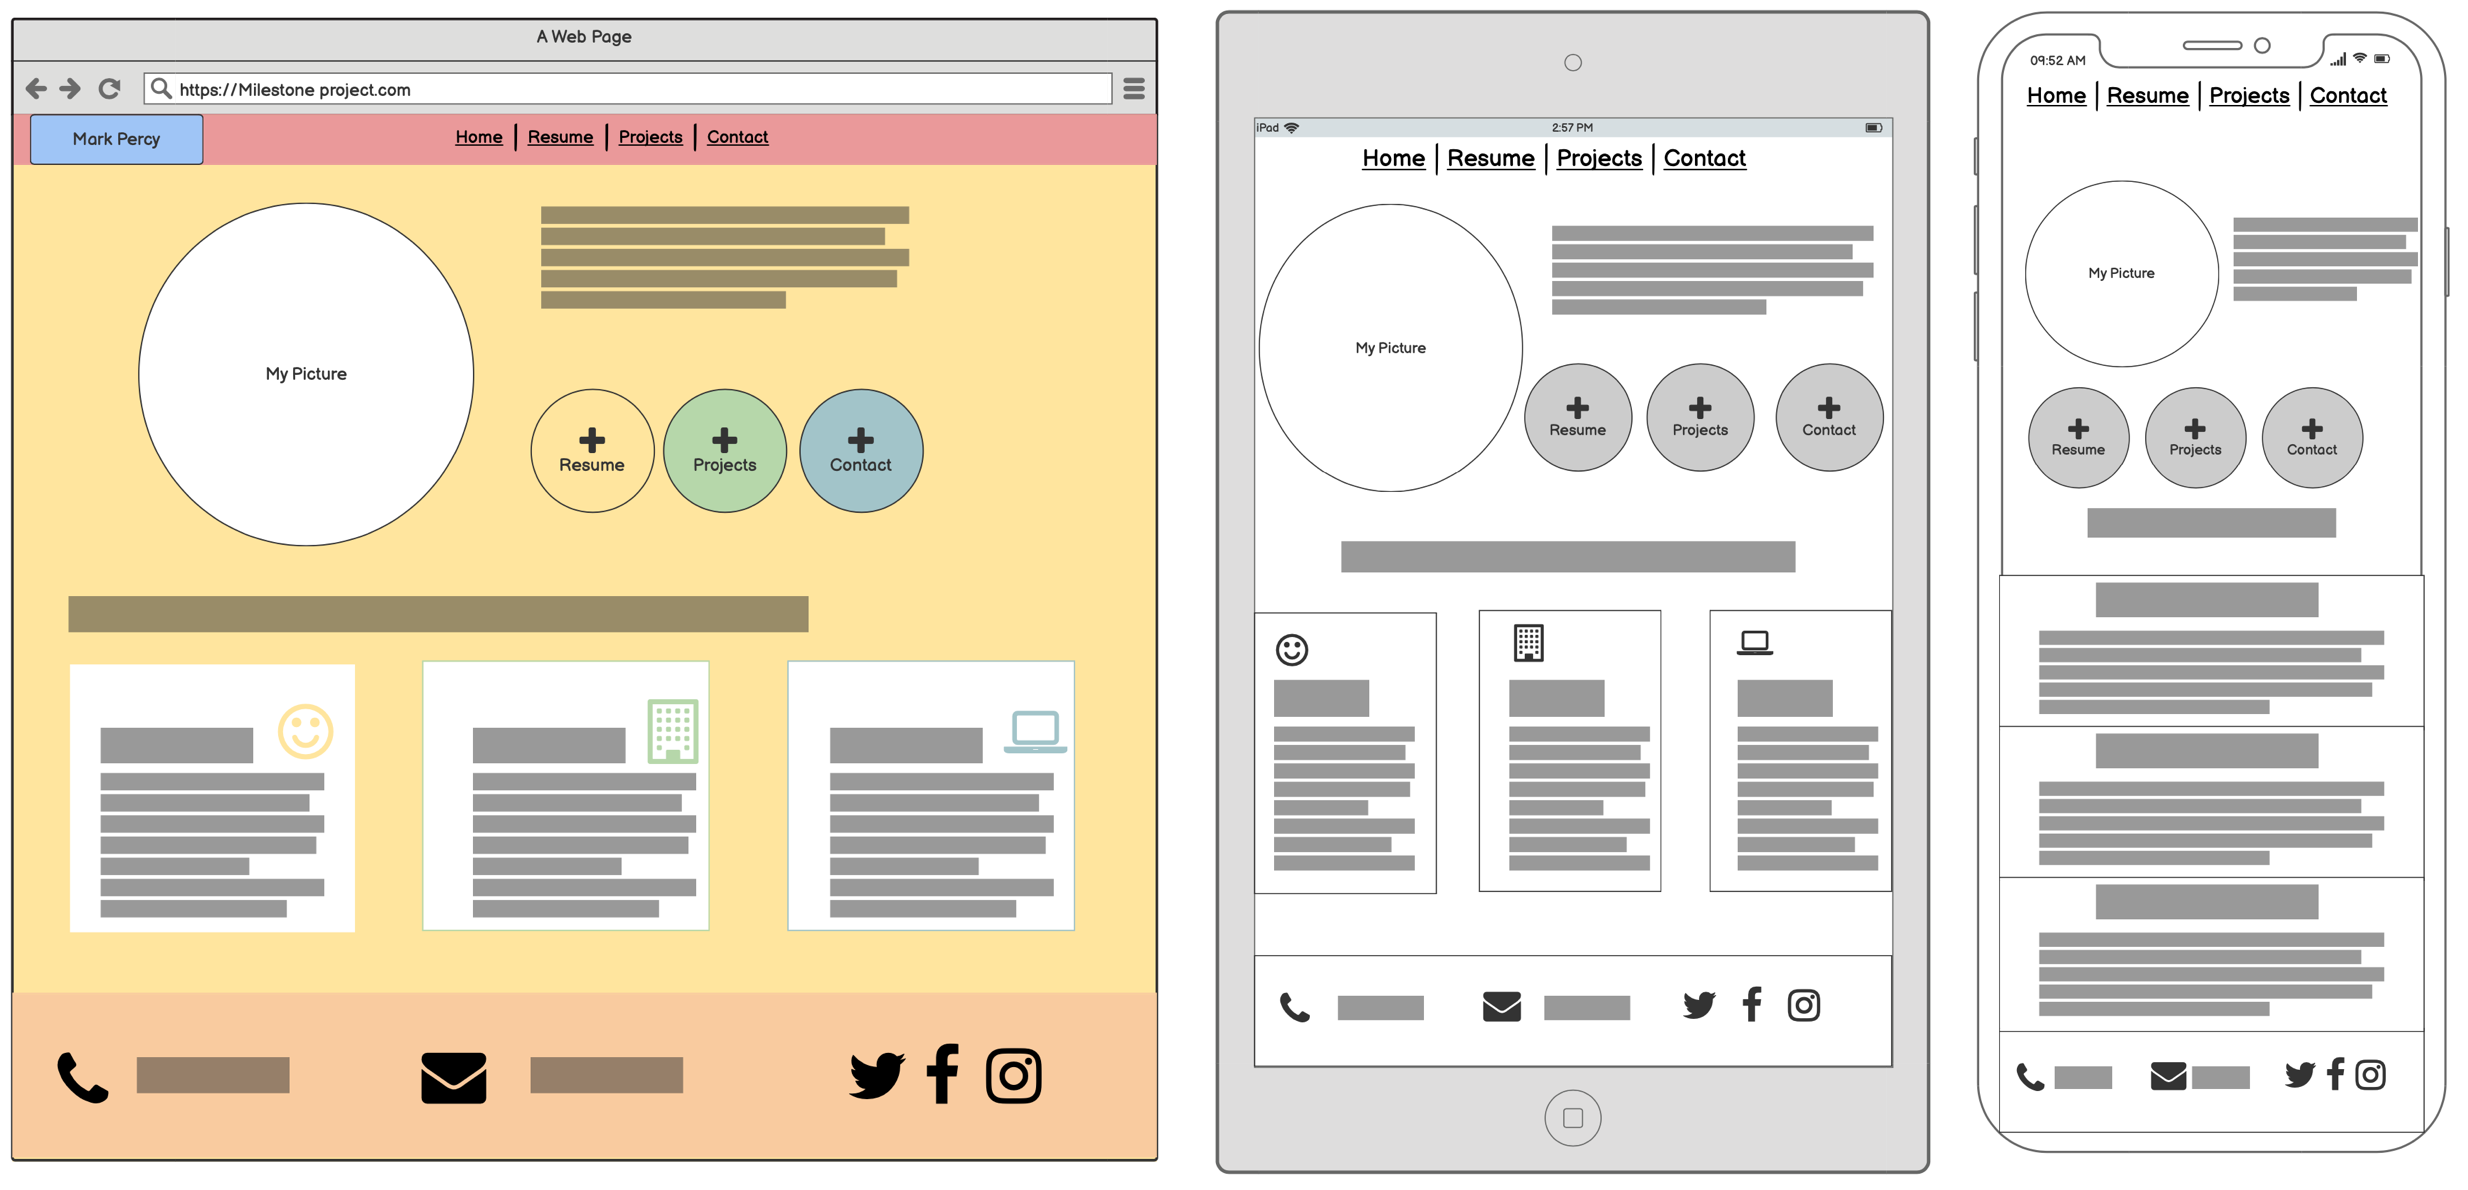 A Web Page
https://Milestone project.com
Mark Percy
Home Resume Projects Contact
My Picture
Resume Projects Contact
iPad 2:57 PM
Home Resume Projects Contact
My Picture
Resume Projects Contact
09:52 AM
Home Resume Projects Contact
My Picture
Resume Projects Contact